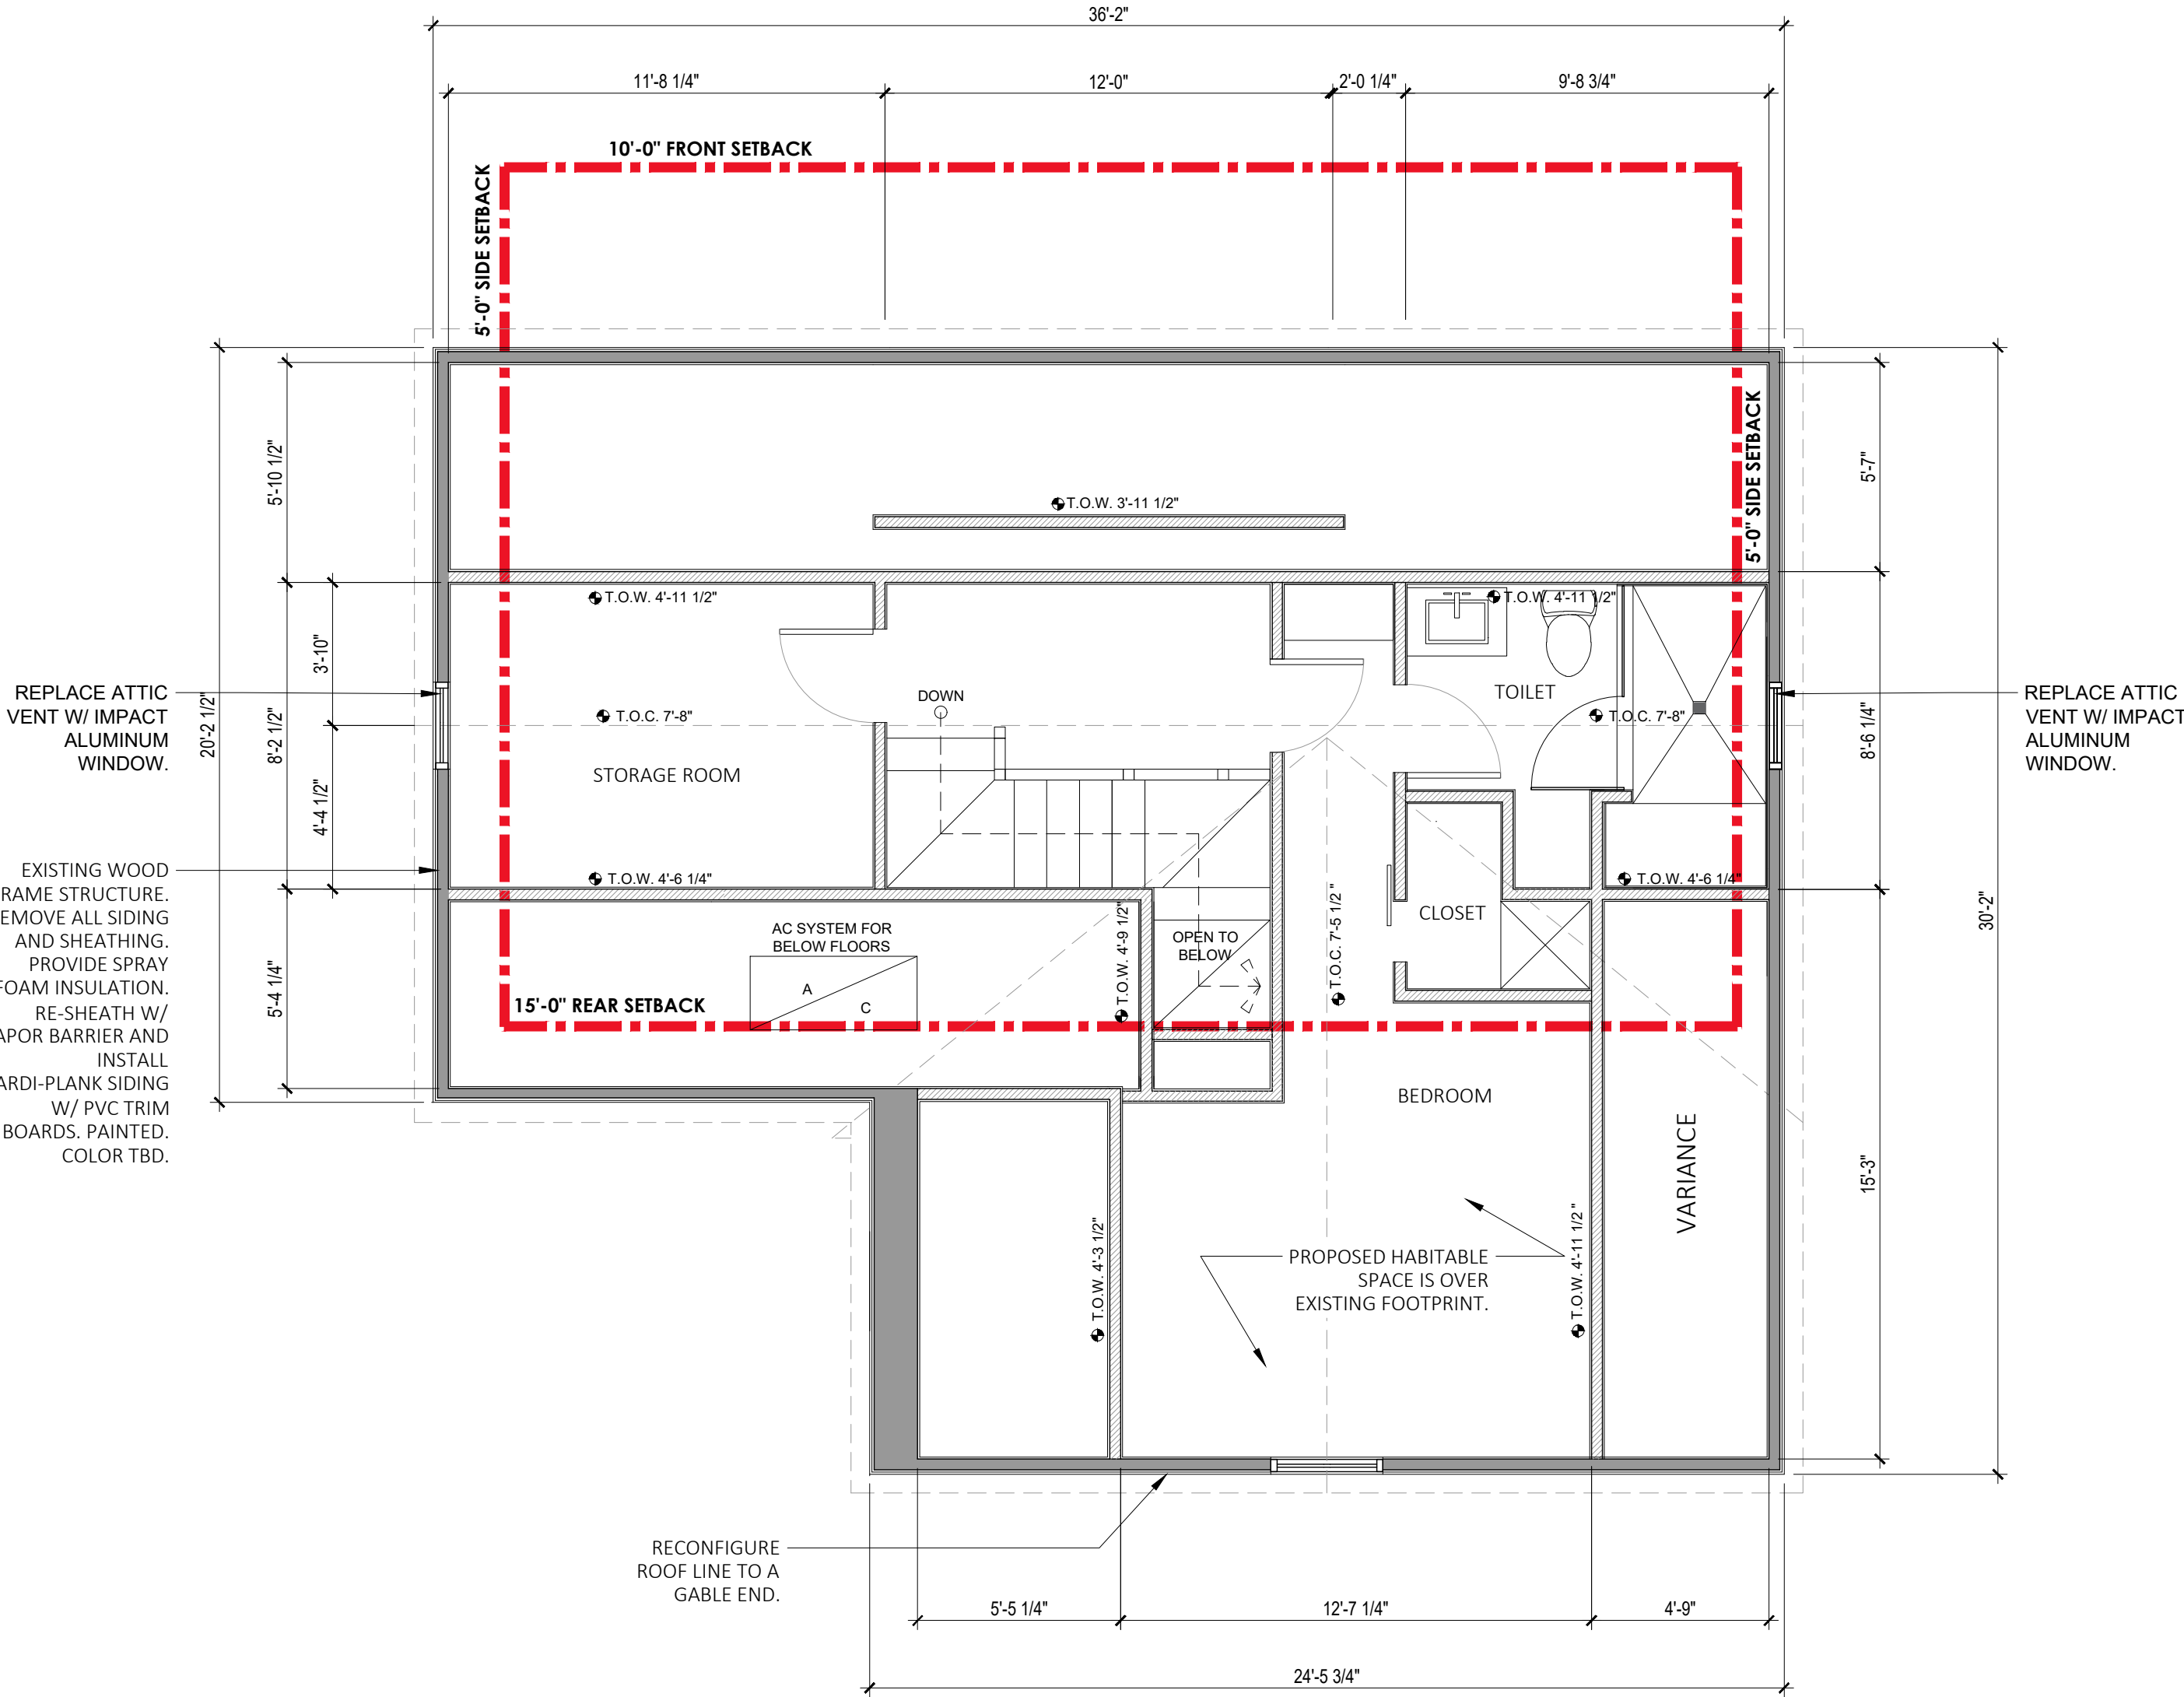 36'-2"
11'-8 1/4"
12'-0"
2'-0 1/4"
9'-8 3/4"
10'-0" FRONT SETBACK
5'-0" SIDE SETBACK
5'-0" SIDE SETBACK
5'-10 1/2"
5'-7"
T.O.W. 3'-11 1/2"
T.O.W. 4'-11 1/2"
T.O.W. 4'-11 1/2"
3'-10"
20'-2 1/2"
8'-2 1/2"
4'-4 1/2"
REPLACE ATTIC
VENT W/ IMPACT
ALUMINUM
WINDOW.
DOWN
TOILET
T.O.C. 7'-8"
T.O.C. 7'-8"
STORAGE ROOM
8'-6 1/4"
REPLACE ATTIC
VENT W/ IMPACT
ALUMINUM
WINDOW.
EXISTING WOOD
RAME STRUCTURE.
EMOVE ALL SIDING
AND SHEATHING.
PROVIDE SPRAY
FOAM INSULATION.
RE-SHEATH W/
APOR BARRIER AND
INSTALL
ARDI-PLANK SIDING
W/ PVC TRIM
BOARDS. PAINTED.
COLOR TBD.
T.O.W. 4'-6 1/4"
T.O.W. 4'-6 1/4"
5'-4 1/4"
AC SYSTEM FOR
BELOW FLOORS
A
C
T.O.W. 4'-9 1/2"
OPEN TO
BELOW
T.O.C. 7'-5 1/2"
CLOSET
30'-2"
15'-0" REAR SETBACK
BEDROOM
VARIANCE
15'-3"
T.O.W. 4'-3 1/2"
PROPOSED HABITABLE
SPACE IS OVER
EXISTING FOOTPRINT.
T.O.W. 4'-11 1/2"
RECONFIGURE
ROOF LINE TO A
GABLE END.
5'-5 1/4"
12'-7 1/4"
4'-9"
24'-5 3/4"